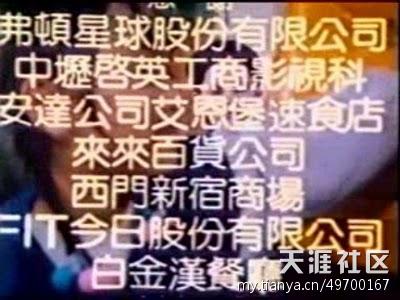 感謝
弗頓星球股份有限公司
中壢啓英工商影視科
安達公司艾恩堡速食店
來來百貨公司
西門新宿商場
FIT今日股份有限公司
白金漢餐廳
天涯社区
my.tianya.cn/49700167